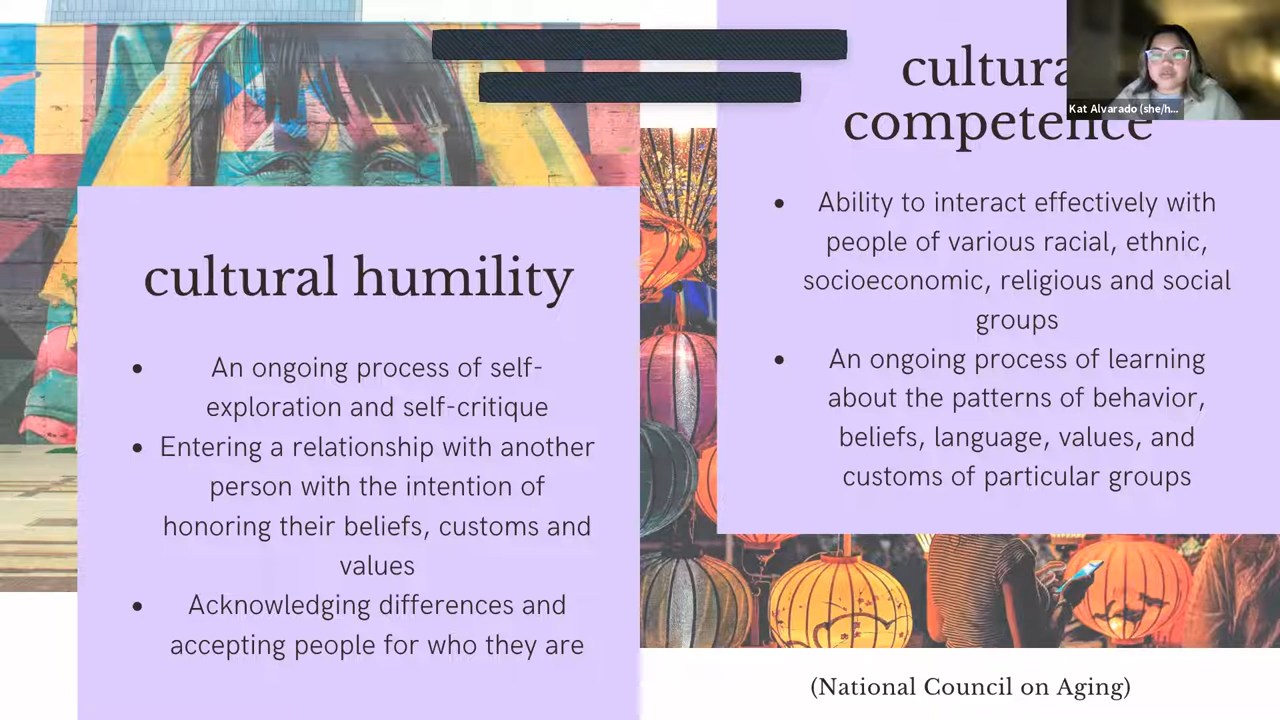 cultural humility
• An ongoing process of self-
exploration and self-critique
• Entering a relationship with another
person with the intention of
honoring their beliefs, customs and
values
• Acknowledging differences and
accepting people for who they are
cultura
competence
Kat Alvarado (she/h...
• Ability to interact effectively with
people of various racial, ethnic,
socioeconomic, religious and social
groups
• An ongoing process of learning
about the patterns of behavior,
beliefs, language, values, and
customs of particular groups
(National Council on Aging)